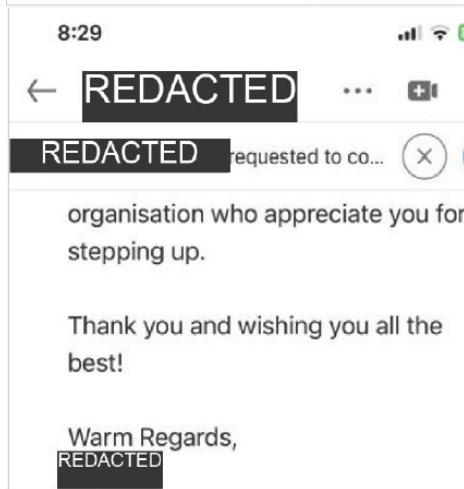 8:29
REDACTED
REDACTED requested to co...
organisation who appreciate you for
stepping up.
Thank you and wishing you all the
best!
Warm Regards,
REDACTED